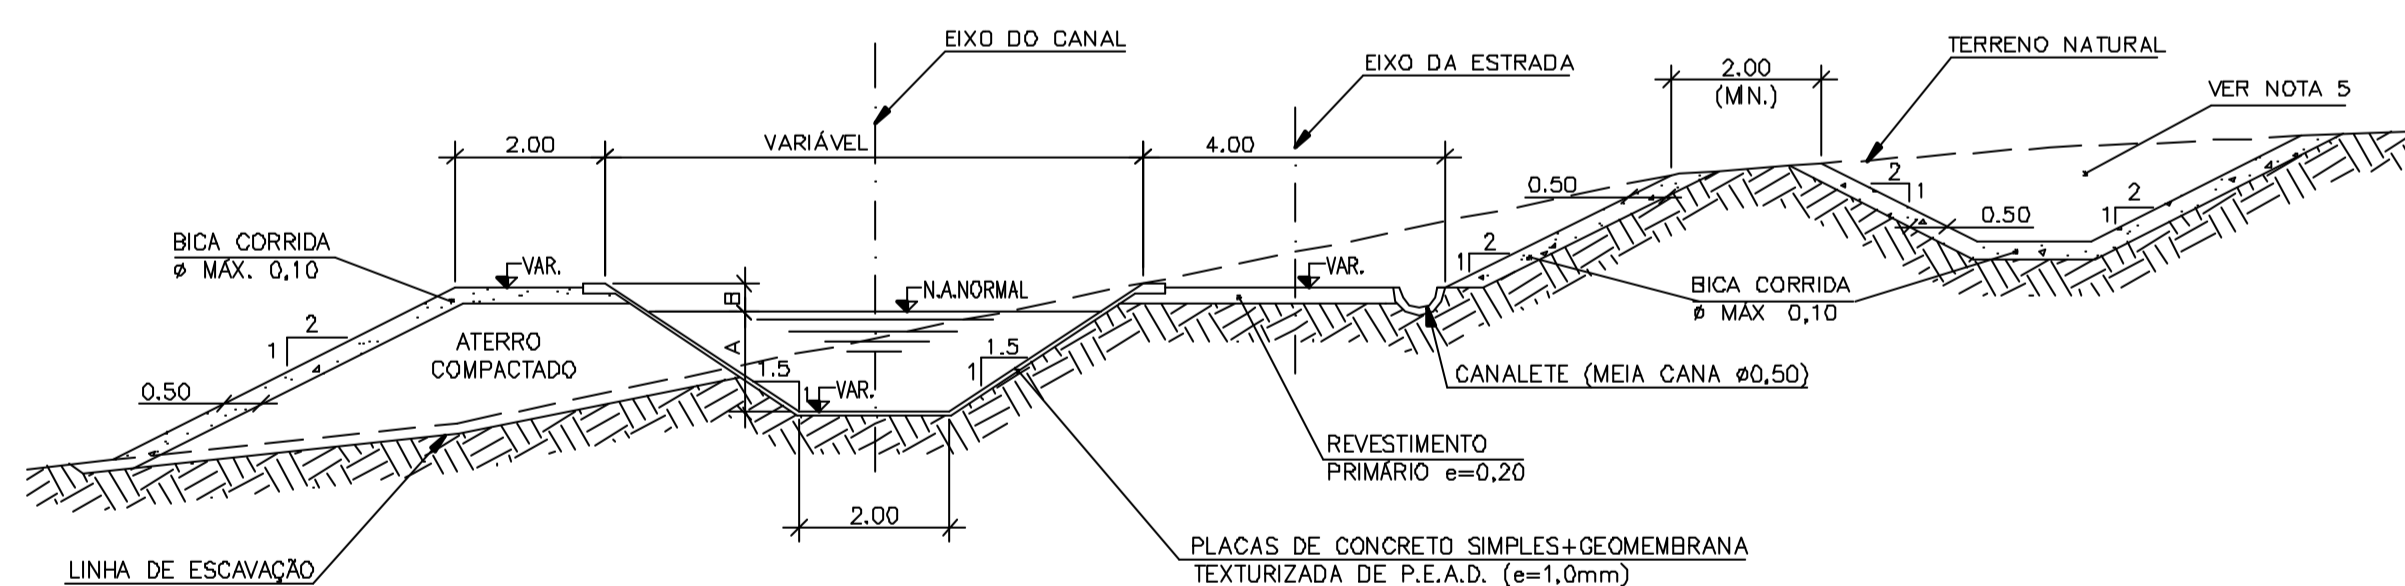 EIXO DO CANAL
EIXO DA ESTRADA
TERRENO NATURAL
2.00
(MÍN.)
VER NOTA 5
2.00
VARIÁVEL
4.00
0.50
2
1
2
1
0.50
BICA CORRIDA
ø MÁX. 0,10
VAR.
N.A.NORMAL
VAR.
2
1
BICA CORRIDA
ø MÁX 0,10
B
A
2
1
ATERRO
COMPACTADO
1.5
1
1.5
1
VAR.
0.50
CANALETE (MEIA CANA ø0,50)
REVESTIMENTO
PRIMÁRIO e=0,20
2.00
PLACAS DE CONCRETO SIMPLES+GEOMEMBRANA
TEXTURIZADA DE P.E.A.D. (e=1,0mm)
LINHA DE ESCAVAÇÃO